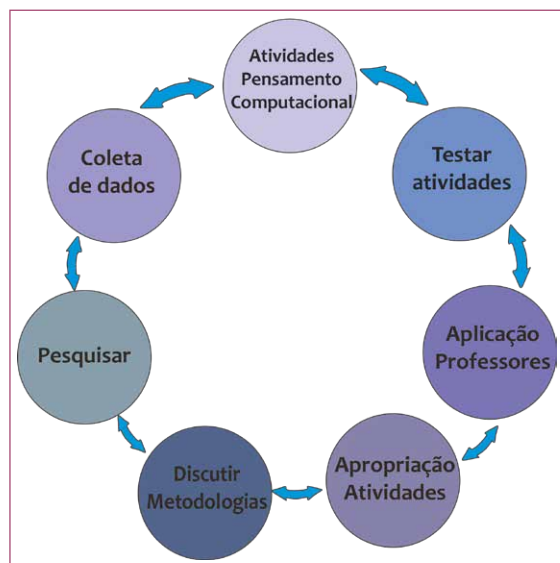 Atividades
Pensamento
Computacional
Testar
atividades
Aplicação
Professores
Apropriação
Atividades
Discutir
Metodologias
Pesquisar
Coleta
de dados